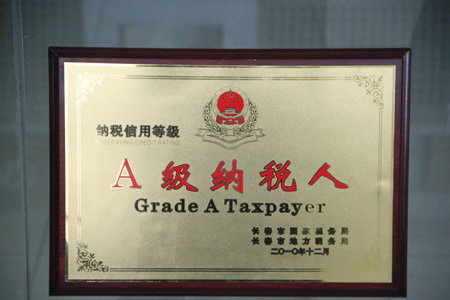 纳税信用等级
TAXPAYING CREDIT RATING
A级纳税人
Grade A Taxpayer
长春市国家税务局
长春市地方税务局
二〇一〇年十二月